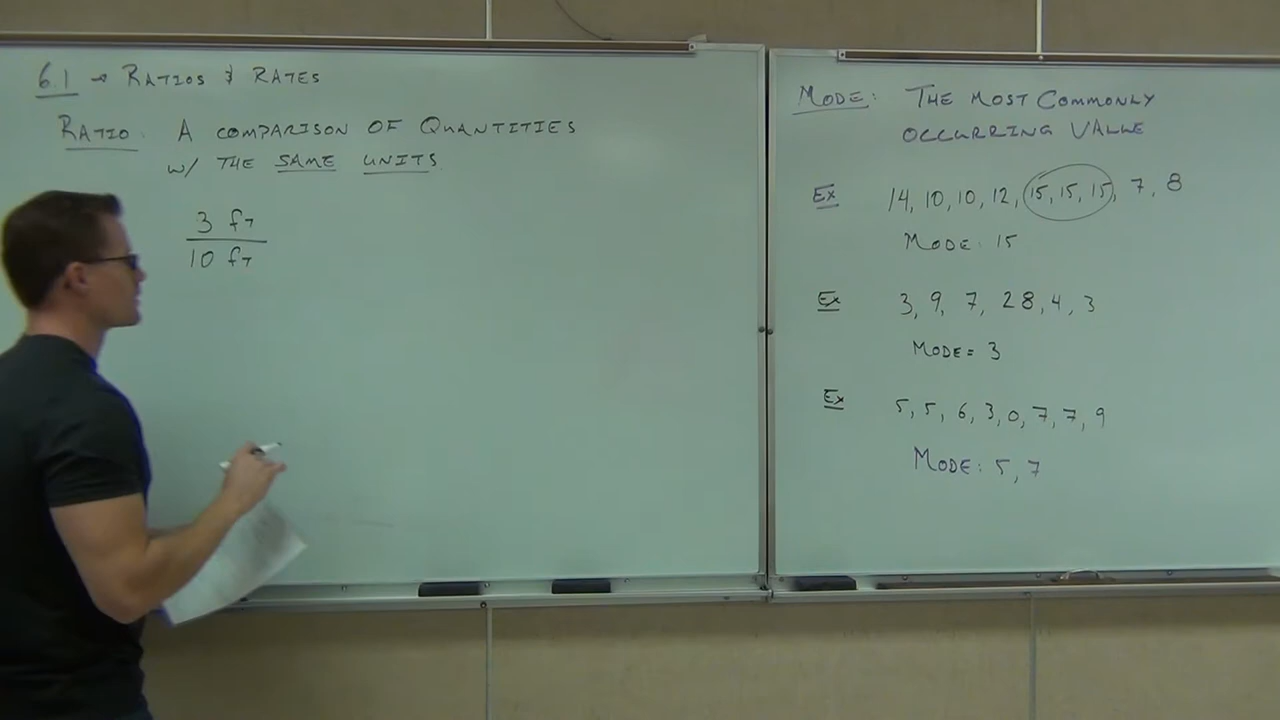 6.1 → RATIOS & RATES
RATIO: A COMPARISON OF QUANTITIES
W/ THE SAME UNITS.
3 fT
10 fT
MODE: THE MOST COMMONLY
OCCURRING VALUE
Ex 14, 10, 10, 12, 15, 15, 15, 7, 8
MODE: 15
Ex 3, 9, 7, 28, 4, 3
MODE = 3
Ex 5, 5, 6, 3, 0, 7, 7, 9
MODE: 5, 7